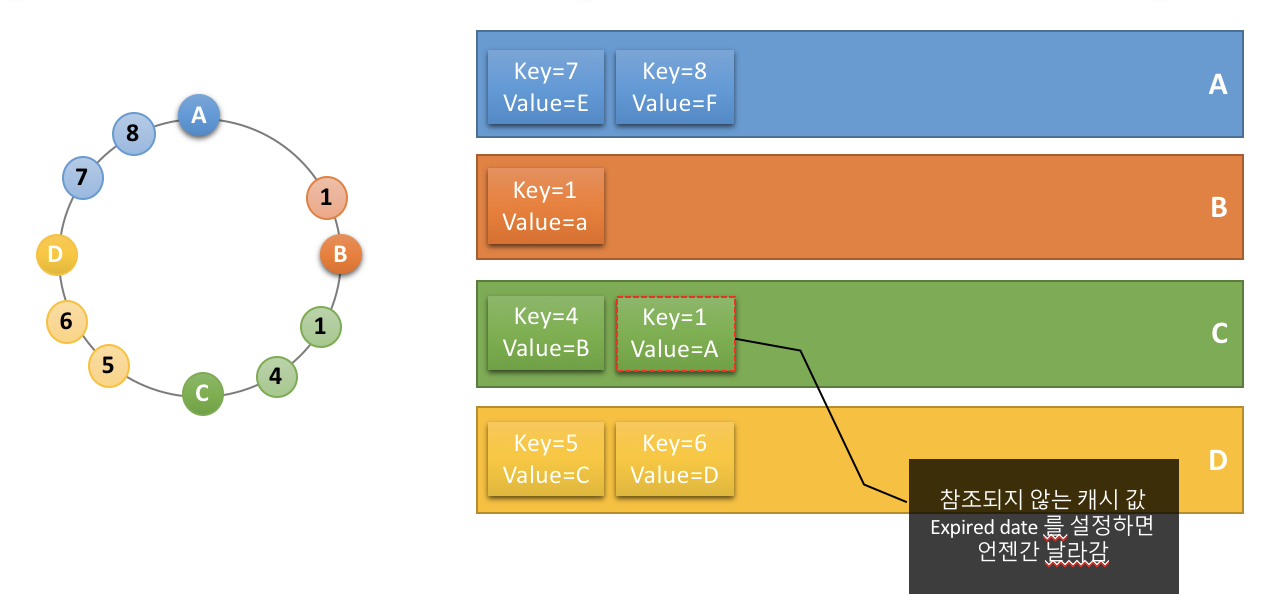 A
8
7
1
D
B
6
1
5
4
C
Key=7
Value=E
Key=8
Value=F
A
Key=1
Value=a
B
Key=4
Value=B
Key=1
Value=A
C
Key=5
Value=C
Key=6
Value=D
D
참조되지 않는 캐시 값
Expired date 를 설정하면
언젠간 날라감